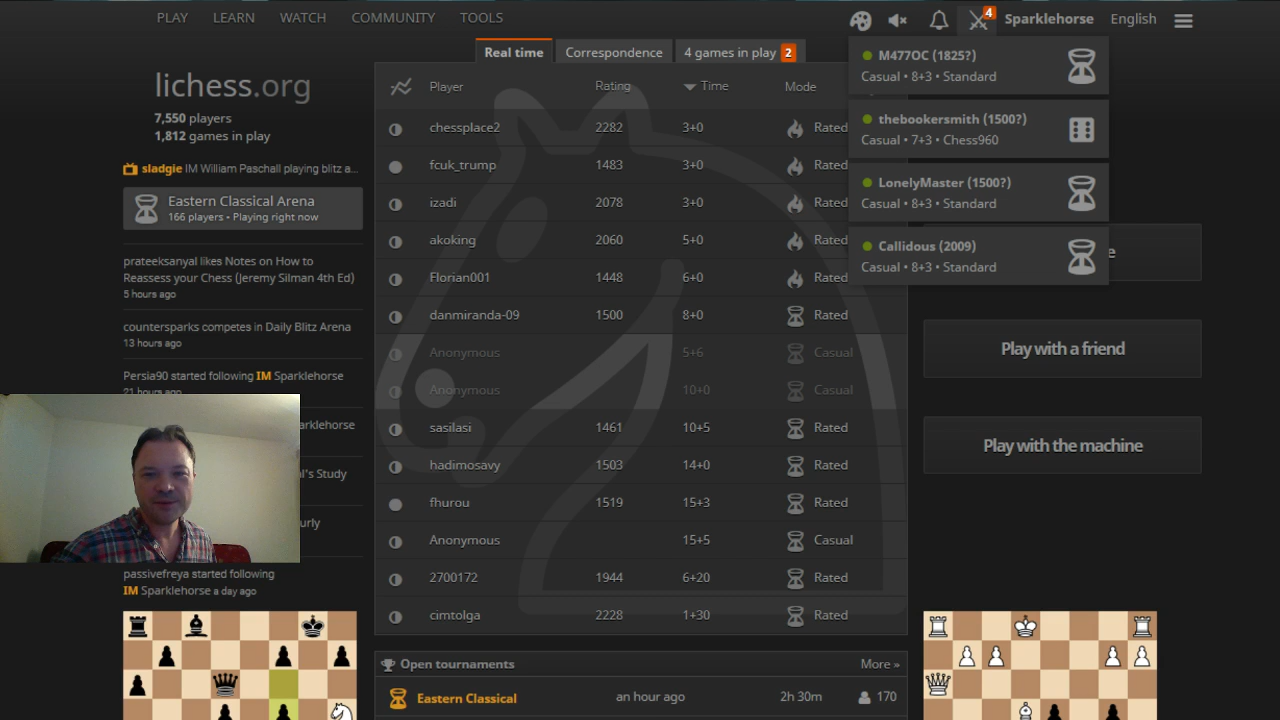 PLAY LEARN WATCH COMMUNITY TOOLS
4 Sparklehorse English
Real time Correspondence 4 games in play 2
lichess.org
7,550 players
1,812 games in play
sladgie IM William Paschall playing blitz a...
Eastern Classical Arena
166 players • Playing right now
prateeksanyal likes Notes on How to
Reassess your Chess (Jeremy Silman 4th Ed)
5 hours ago
countersparks competes in Daily Blitz Arena
13 hours ago
Persia90 started following IM Sparklehorse
21 hours ago
arklehorse
l's Study
ourly
passivefreya started following
IM Sparklehorse a day ago
Player Rating Time Mode
chessplace2 2282 3+0 Rated
fcuk_trump 1483 3+0 Rated
izadi 2078 3+0 Rated
akoking 2060 5+0 Rated
Florian001 1448 6+0 Rated
danmiranda-09 1500 8+0 Rated
Anonymous 5+6 Casual
Anonymous 10+0 Casual
sasilasi 1461 10+5 Rated
hadimosavy 1503 14+0 Rated
fhurou 1519 15+3 Rated
Anonymous 15+5 Casual
2700172 1944 6+20 Rated
cimtolga 2228 1+30 Rated
Open tournaments More »
Eastern Classical an hour ago 2h 30m 170
M477OC (1825?)
Casual • 8+3 • Standard
thebookersmith (1500?)
Casual • 7+3 • Chess960
LonelyMaster (1500?)
Casual • 8+3 • Standard
Callidous (2009)
Casual • 8+3 • Standard
e
Play with a friend
Play with the machine